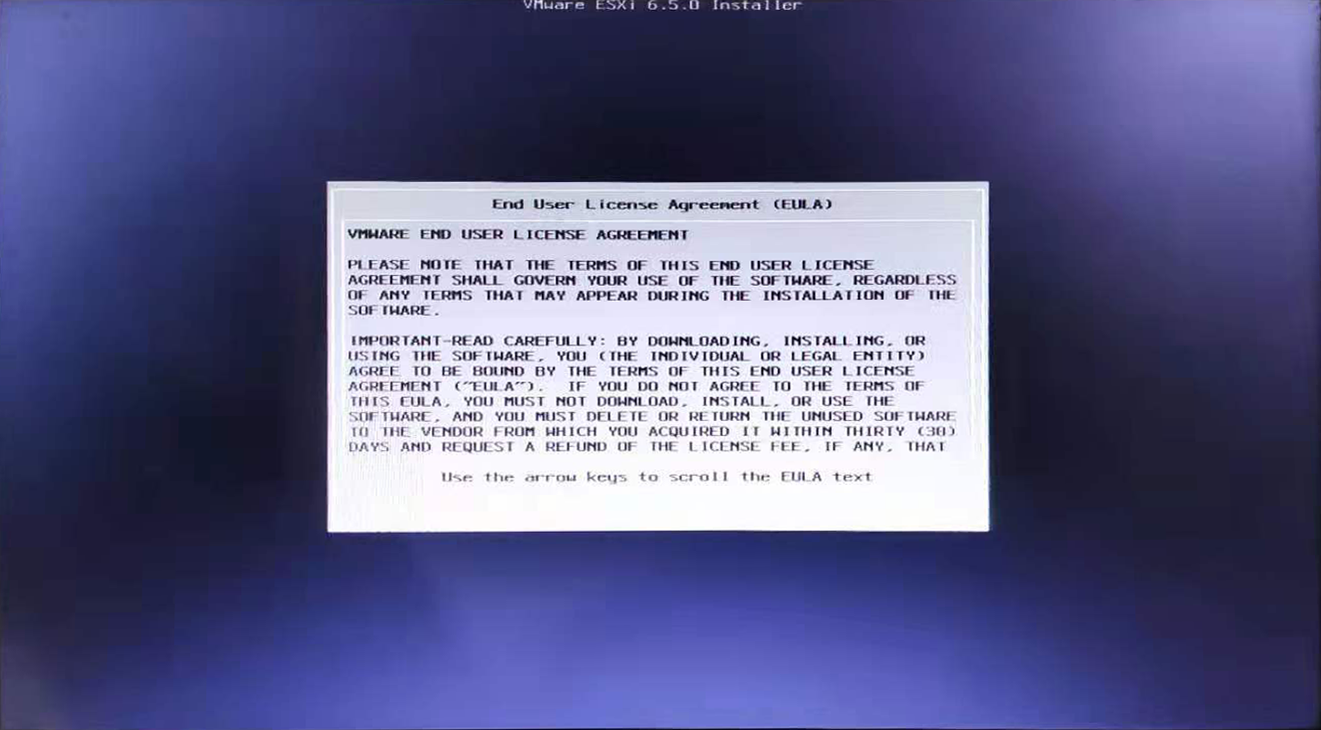 VMware ESXi 6.5.0 Installer
End User License Agreement (EULA)
VMWARE END USER LICENSE AGREEMENT
PLEASE NOTE THAT THE TERMS OF THIS END USER LICENSE
AGREEMENT SHALL GOVERN YOUR USE OF THE SOFTWARE, REGARDLESS
OF ANY TERMS THAT MAY APPEAR DURING THE INSTALLATION OF THE
SOFTWARE.
IMPORTANT-READ CAREFULLY: BY DOWNLOADING, INSTALLING, OR
USING THE SOFTWARE, YOU (THE INDIVIDUAL OR LEGAL ENTITY)
AGREE TO BE BOUND BY THE TERMS OF THIS END USER LICENSE
AGREEMENT ("EULA"). IF YOU DO NOT AGREE TO THE TERMS OF
THIS EULA, YOU MUST NOT DOWNLOAD, INSTALL, OR USE THE
SOFTWARE, AND YOU MUST DELETE OR RETURN THE UNUSED SOFTWARE
TO THE VENDOR FROM WHICH YOU ACQUIRED IT WITHIN THIRTY (30)
DAYS AND REQUEST A REFUND OF THE LICENSE FEE, IF ANY, THAT
Use the arrow keys to scroll the EULA text